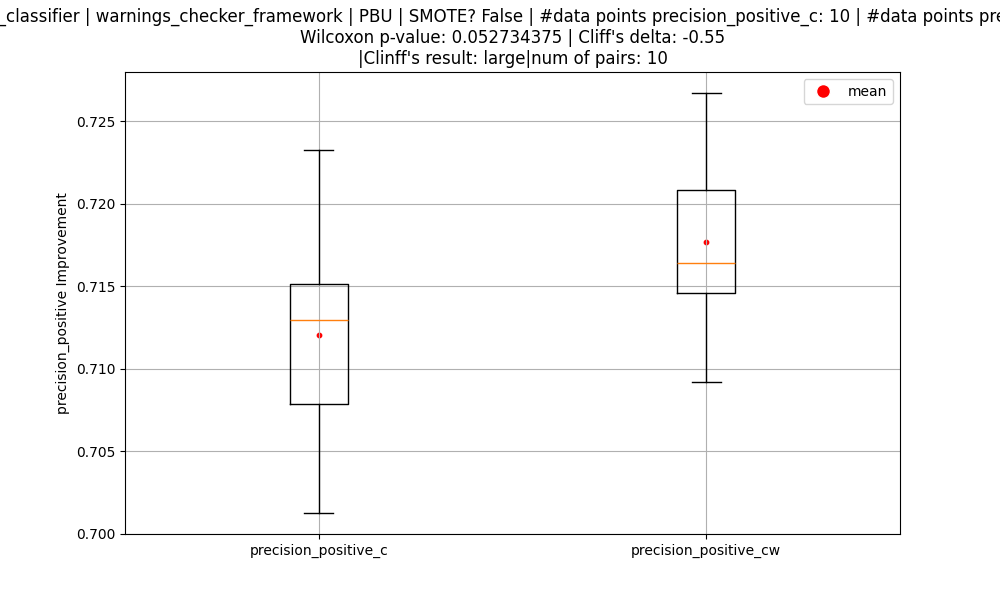 _classifier | warnings_checker_framework | PBU | SMOTE? False | #data points precision_positive_c: 10 | #data points
Wilcoxon p-value: 0.052734375 | Cliff's delta: -0.55
|Clinff's result: large|num of pairs: 10
mean
0.725
0.720
0.715
0.710
0.705
0.700
precision_positive Improvement
precision_positive_c
precision_positive_cw